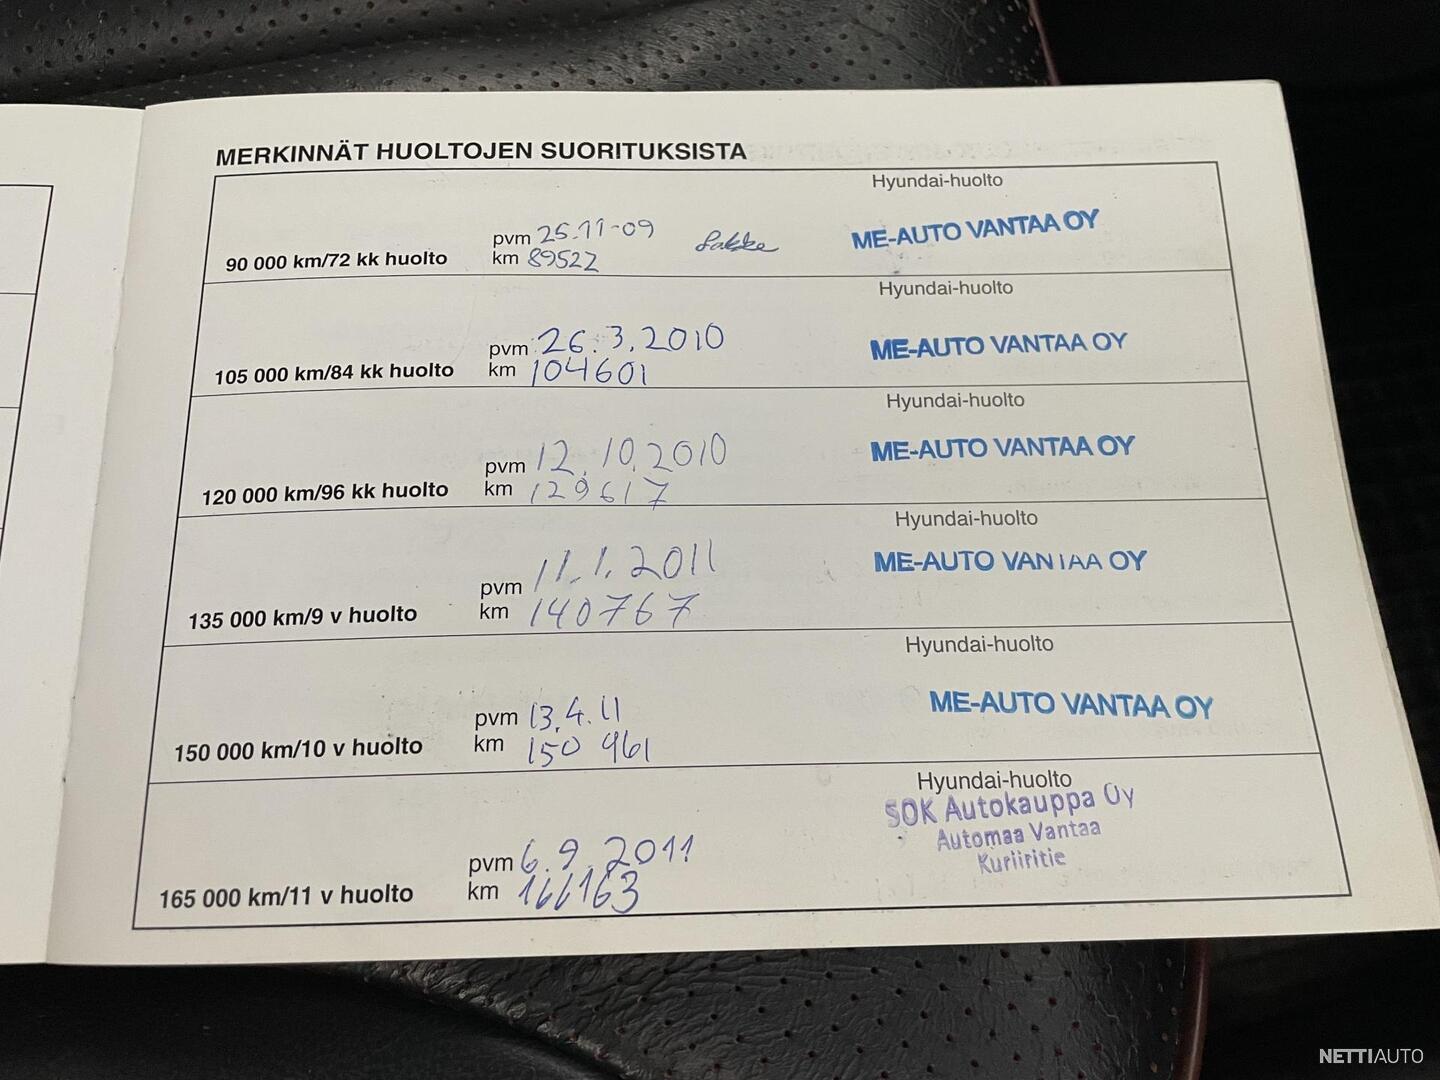 MERKINNÄT HUOLTOJEN SUORITUKSISTA
Hyundai-huolto
90 000 km/72 kk huolto
pvm 25.11-09
km 89522
ME-AUTO VANTAA OY
Hyundai-huolto
105 000 km/84 kk huolto
pvm 26.3.2010
km 104601
ME-AUTO VANTAA OY
Hyundai-huolto
120 000 km/96 kk huolto
pvm 12.10.2010
km 129617
ME-AUTO VANTAA OY
Hyundai-huolto
135 000 km/9 v huolto
pvm 11.1.2011
km 140767
ME-AUTO VANTAA OY
Hyundai-huolto
150 000 km/10 v huolto
pvm 13.4.11
km 150 961
ME-AUTO VANTAA OY
Hyundai-huolto
165 000 km/11 v huolto
pvm 6.9.2011
km 166163
SOK Autokauppa Oy
Automaa Vantaa
Kuriiritie
NETTIAUTO